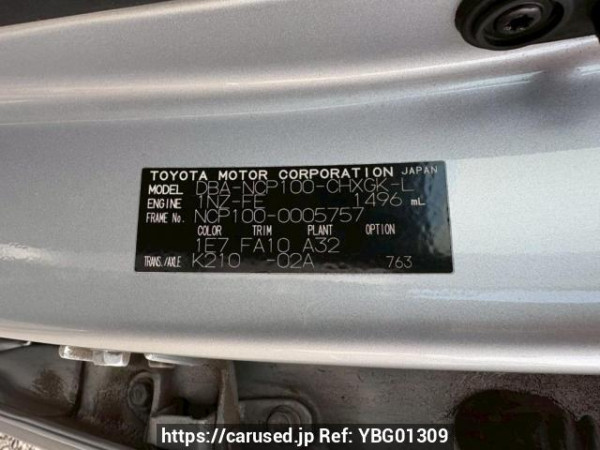 TOYOTA MOTOR CORPORATION JAPAN
MODEL DBA-NCP100-CHXGK-L
ENGINE 1NZ-FE 1496 mL
FRAME No. NCP100-0005757
COLOR TRIM PLANT OPTION
1E7 FA10 A32
TRANS./AXLE K210 -02A 763
https://carused.jp Ref: YBG01309